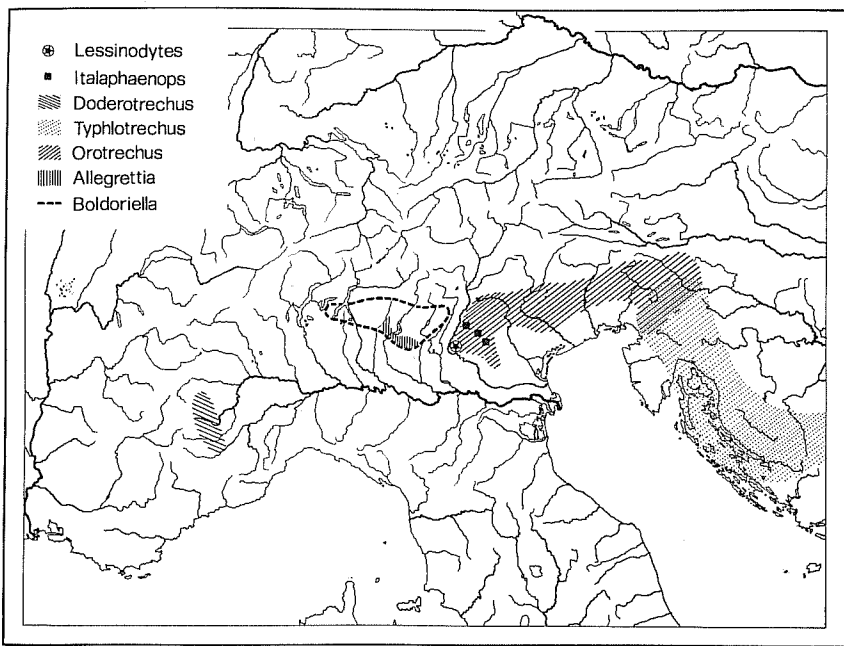 Lessinodytes
Italaphaenops
Doderotrechus
Typhlotrechus
Orotrechus
Allegrettia
Boldoriella